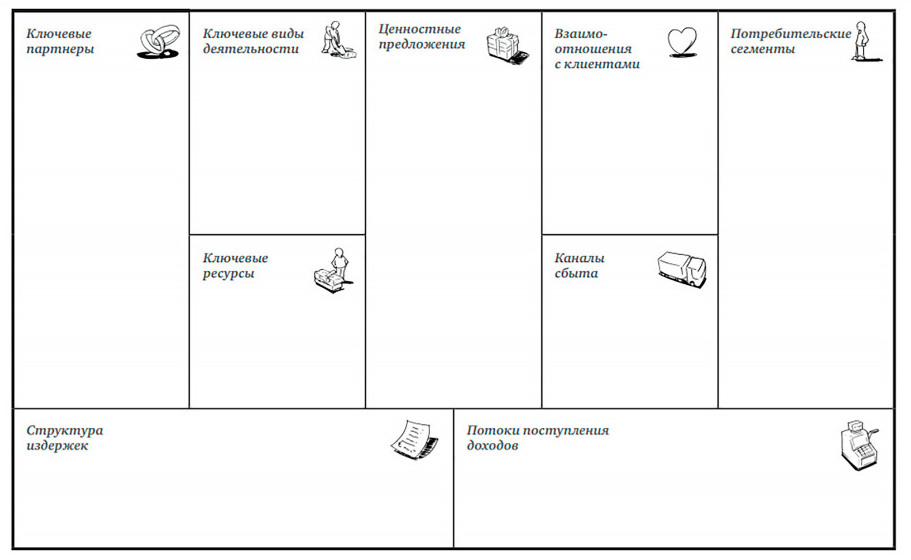 Ключевые
партнеры
Ключевые виды
деятельности
Ценностные
предложения
Взаимо-
отношения
с клиентами
Потребительские
сегменты
Ключевые
ресурсы
Каналы
сбыта
Структура
издержек
Потоки поступления
доходов